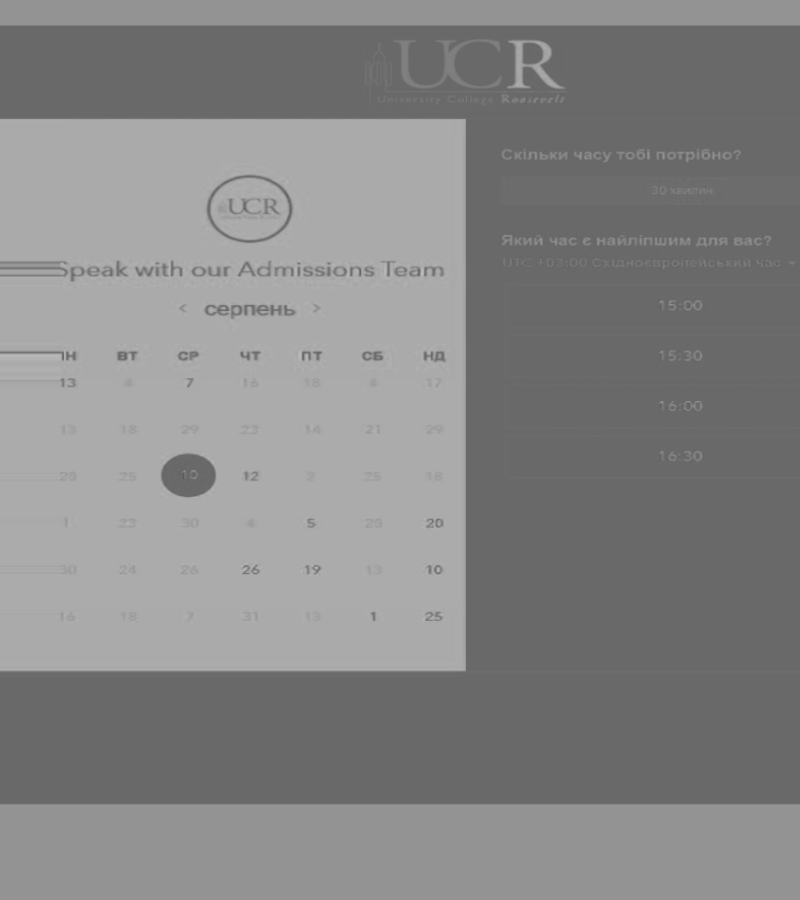 UCR
University College Roosevelt
UCR
Speak with our Admissions Team
< серпень >
ПН ВТ СР ЧТ ПТ СБ НД
13 4 7 16 18 4 17
13 18 29 23 14 21 29
20 25 10 12 2 25 18
1 23 30 4 5 28 20
30 24 26 26 19 13 10
16 18 7 31 13 1 25
Скільки часу тобі потрібно?
30 хвилин
Який час є найліпшим для вас?
UTC +03:00 Східноєвропейський час
15:00
15:30
16:00
16:30